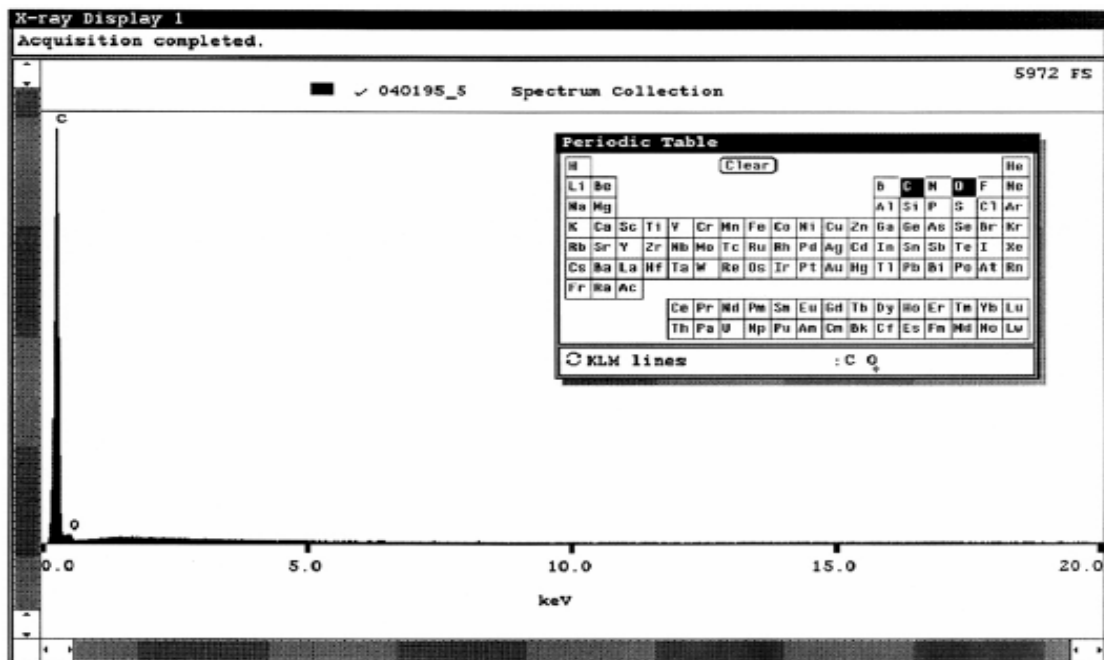 X-ray Display 1
Acquisition completed.
5972 FS
✓ 040195_5 Spectrum Collection
C
Periodic Table
H Clear He
Li Be B C N O F Ne
Na Mg Al Si P S Cl Ar
K Ca Sc Ti V Cr Mn Fe Co Ni Cu Zn Ga Ge As Se Br Kr
Rb Sr Y Zr Nb Mo Tc Ru Rh Pd Ag Cd In Sn Sb Te I Xe
Cs Ba La Hf Ta W Re Os Ir Pt Au Hg Tl Pb Bi Po At Rn
Fr Ra Ac
Ce Pr Nd Pm Sm Eu Gd Tb Dy Ho Er Tm Yb Lu
Th Pa U Np Pu Am Cm Bk Cf Es Fm Md No Lw
KLM lines : C O
O
0.0 5.0 10.0 15.0 20.0
keV